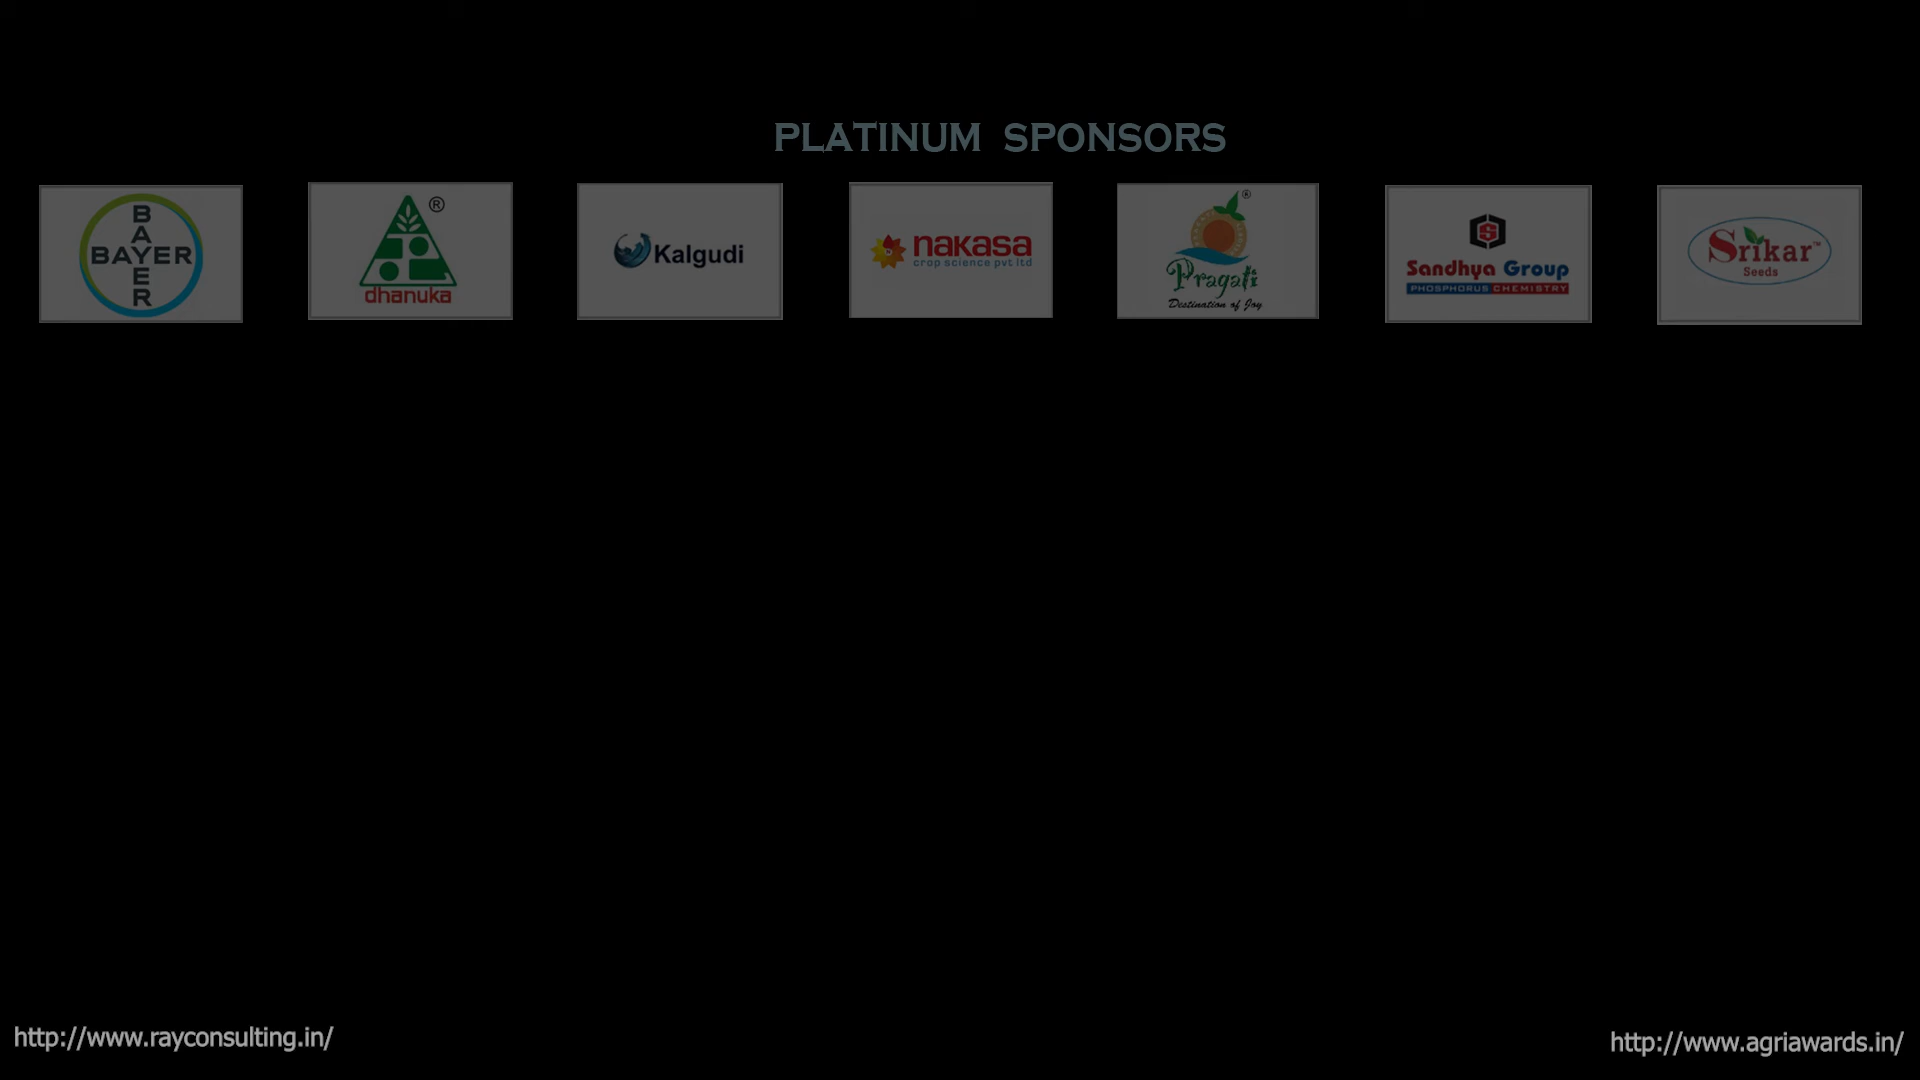 PLATINUM SPONSORS
BAYER
BAYER
®
dhanuka
Kalgudi
nakasa
crop science pvt ltd
®
Pragati
Destination of Joy
S
Sandhya Group
PHOSPHORUS CHEMISTRY
Srikar™
Seeds
http://www.rayconsulting.in/
http://www.agriawards.in/